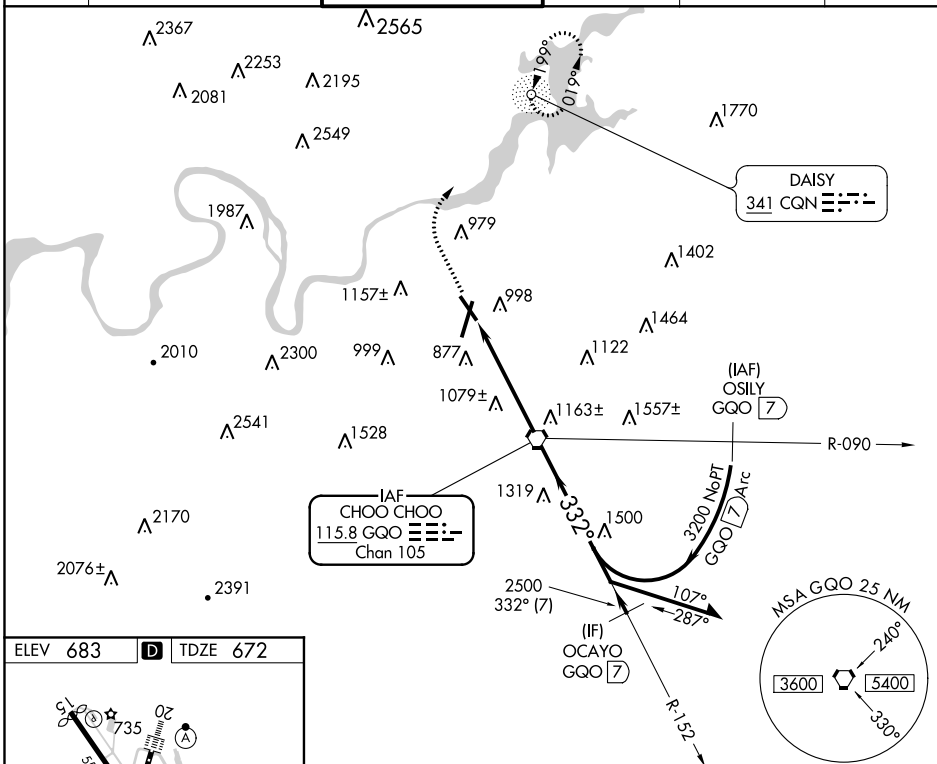 2367
2565
2253
2195
2081
199°
019°
1770
2549
DAISY
341 CQN
1987
979
1402
1157±
998
1464
2010
2300
999
877
1122
(IAF)
OSILY
GQO 7
1079±
1163±
1557±
2541
1528
R-090
IAF
CHOO CHOO
115.8 GQO
Chan 105
1319
332°
1500
3200 NoPT
GQO 7 Arc
2170
2076±
2391
2500
332° (7)
107°
287°
(IF)
OCAYO
GQO 7
R-152
MSA GQO 25 NM
240°
3600
5400
330°
ELEV 683
D
TDZE 672
15
P
735
20
A